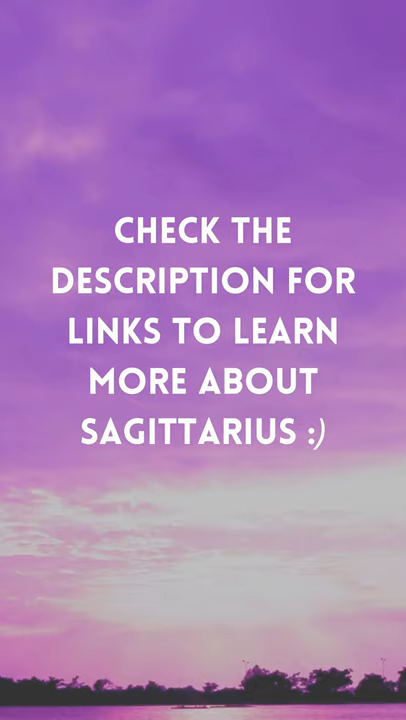 CHECK THE
DESCRIPTION FOR
LINKS TO LEARN
MORE ABOUT
SAGITTARIUS :)